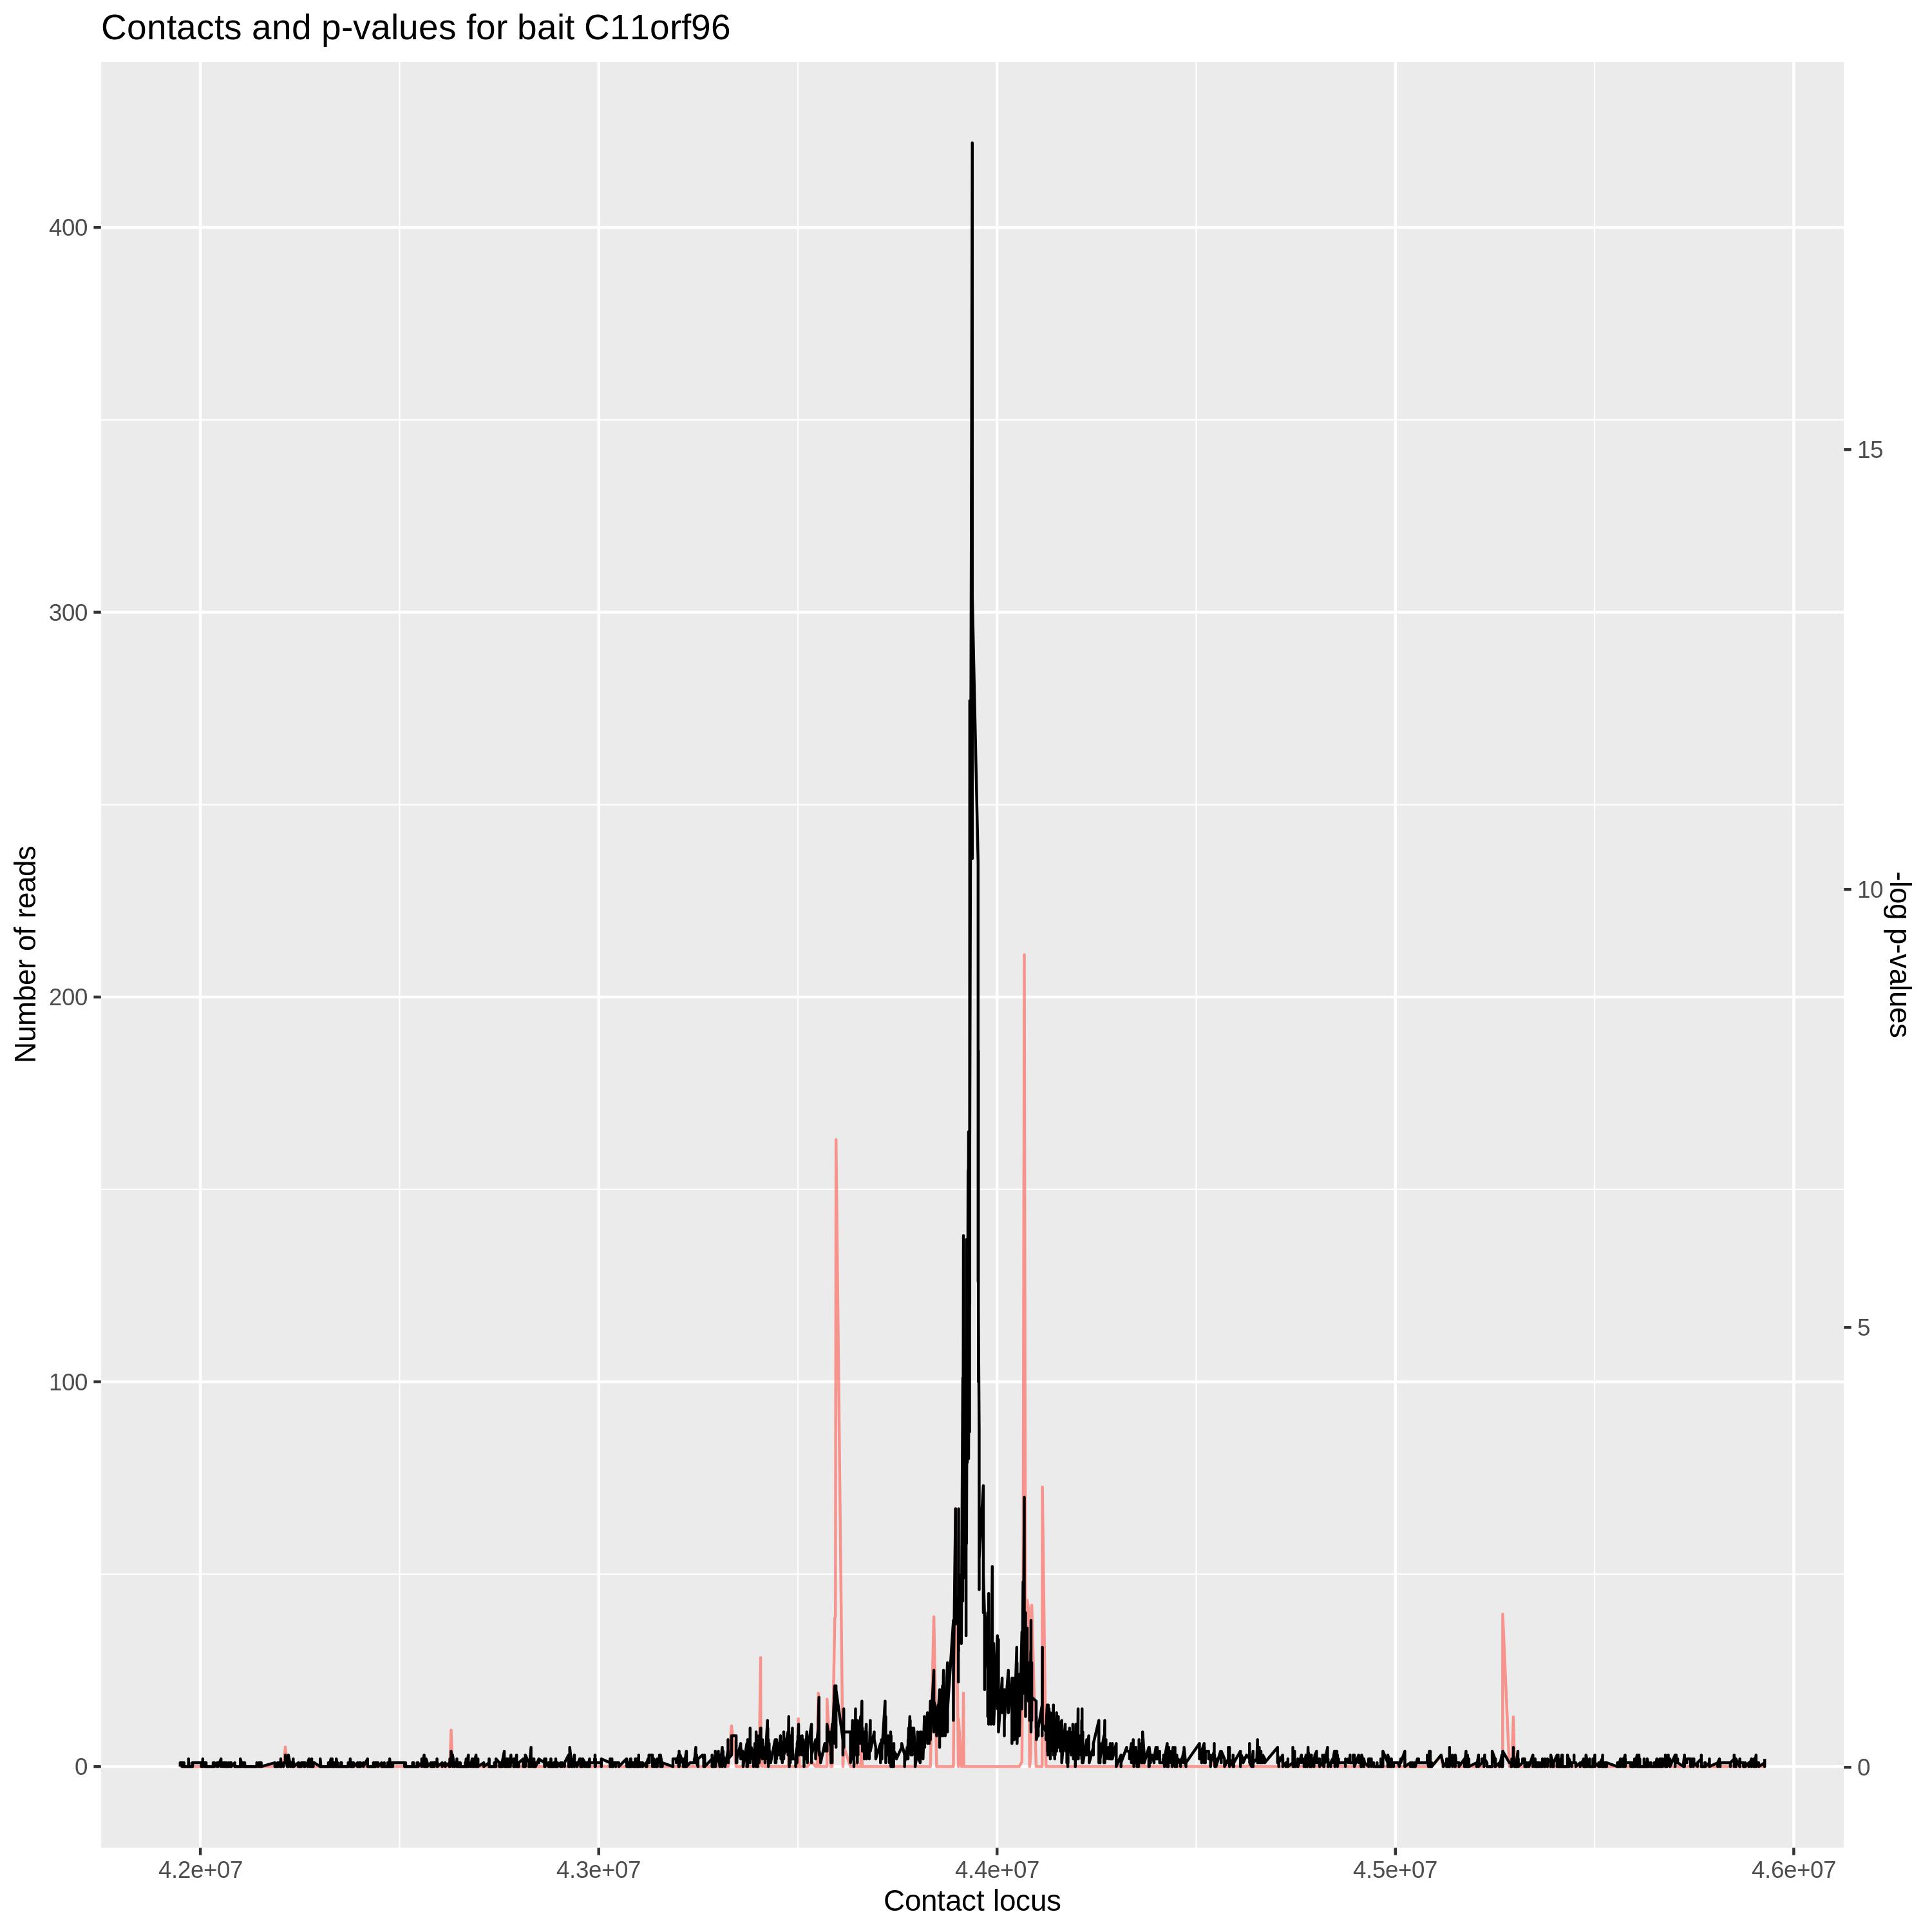 Contacts and p-values for bait C11orf96
400
300
200
100
0
Number of reads
15
10
5
0
-log p-values
4.2e+07
4.3e+07
4.4e+07
4.5e+07
4.6e+07
Contact locus